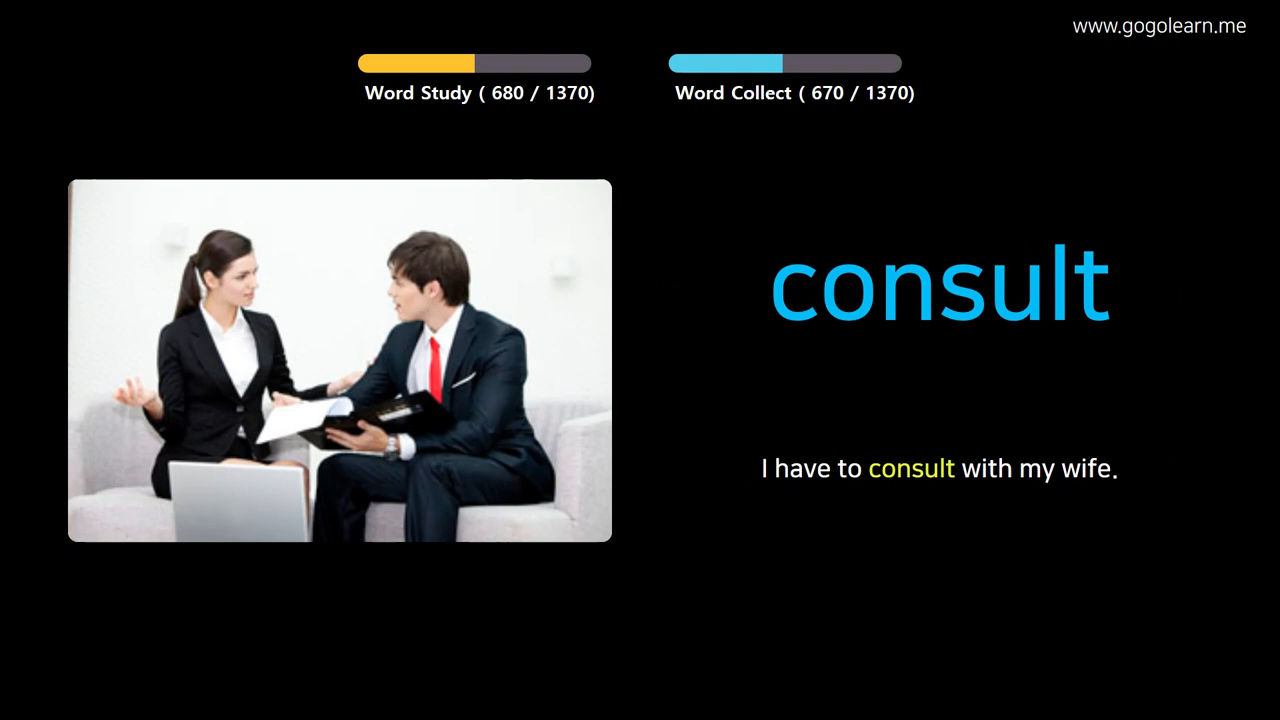 www.gogolearn.me
Word Study ( 680 / 1370)
Word Collect ( 670 / 1370)
consult
I have to consult with my wife.